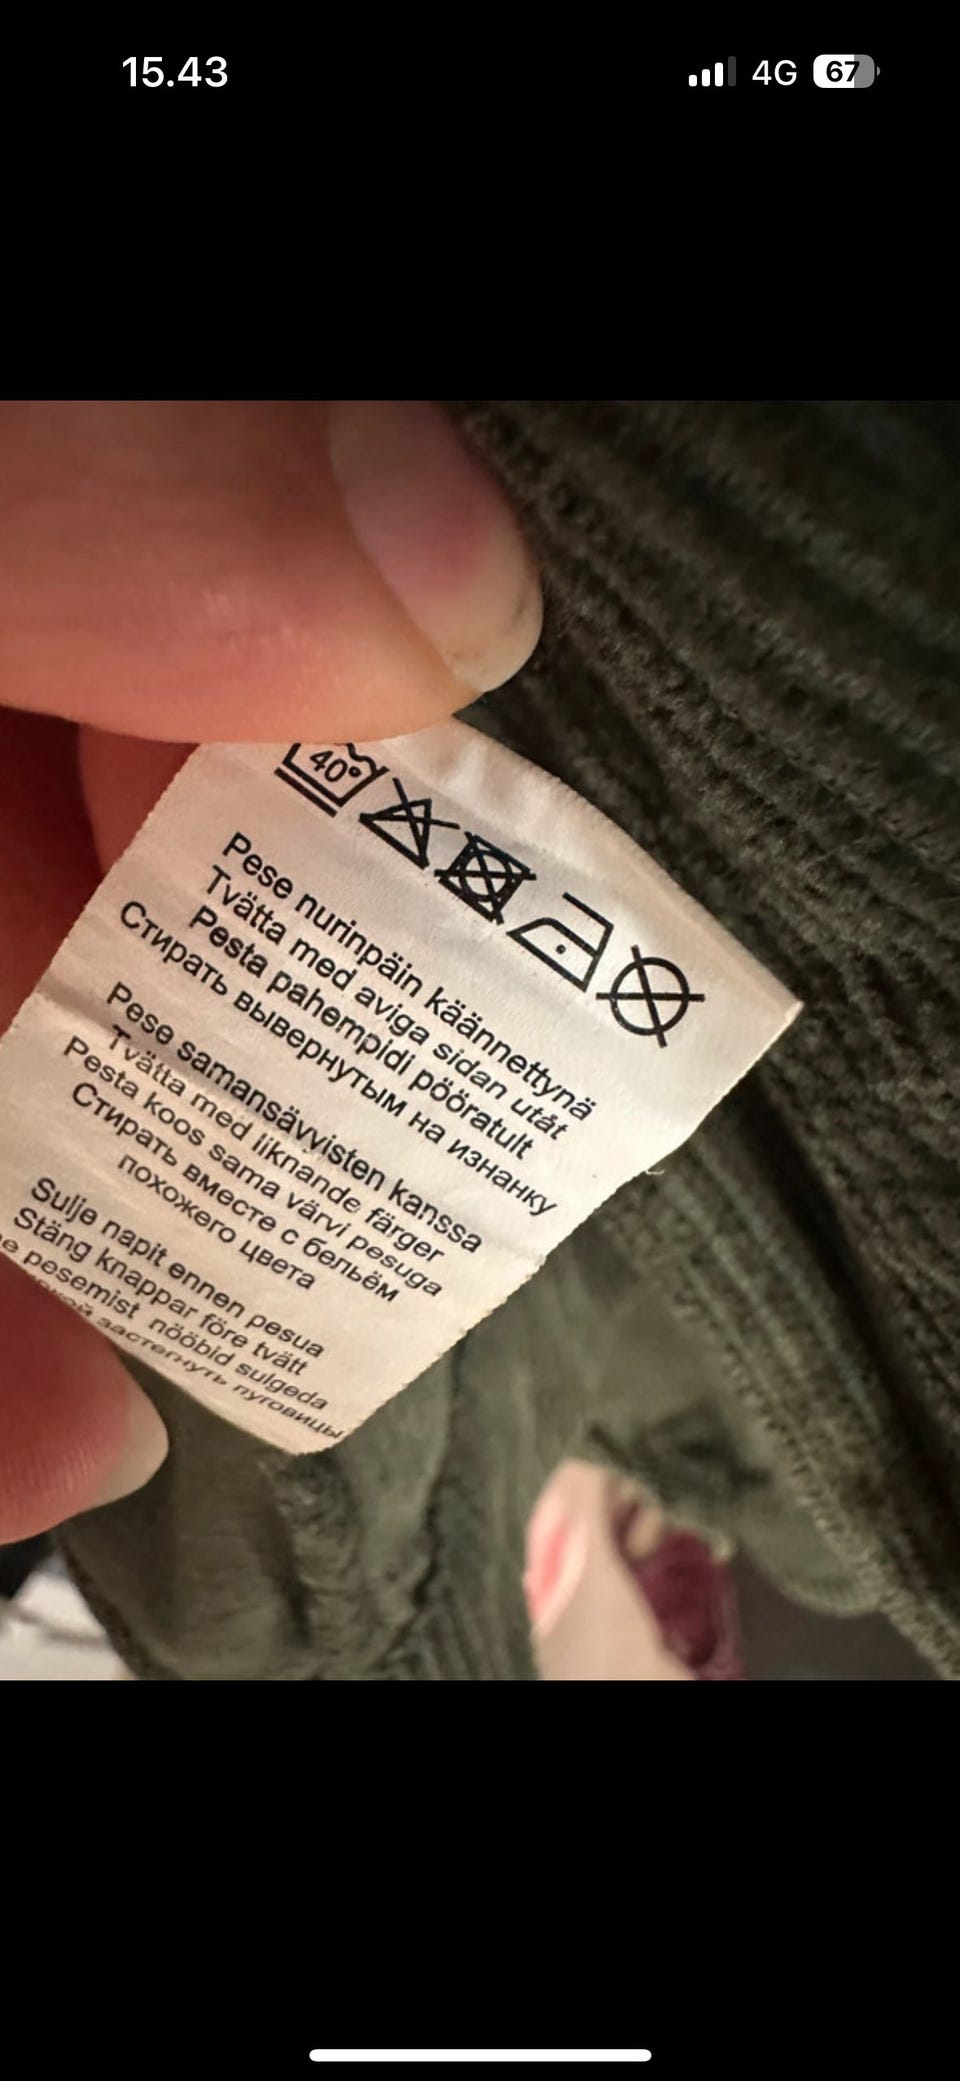 15.43
4G
67
40°
Pese nurinpäin käännettynä
Tvätta med aviga sidan utåt
Pesta pahempidi pööratult
Стирать вывернутым на изнанку
Pese samansävyisten kanssa
Tvätta med liknande färger
Pesta koos sama värvi pesuga
Стирать вместе с бельём
похожего цвета
Sulje napit ennen pesua
Stäng knappar före tvätt
pesemist nööbid sulgeda
застегнуть пуговицы